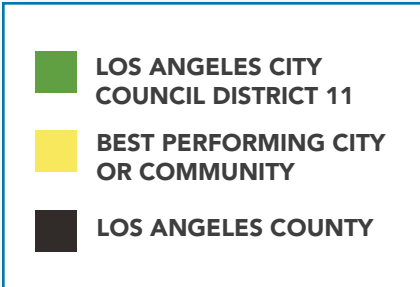 LOS ANGELES CITY
COUNCIL DISTRICT 11
BEST PERFORMING CITY
OR COMMUNITY
LOS ANGELES COUNTY